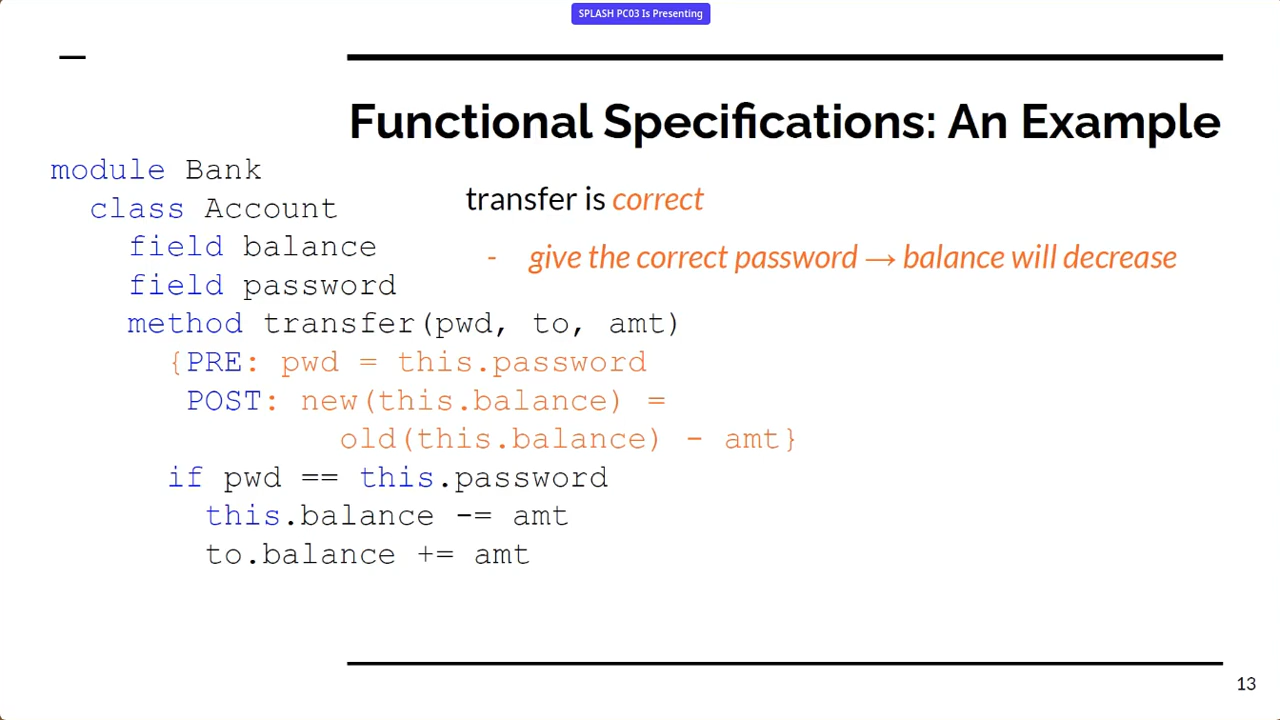 SPLASH PC03 Is Presenting
Functional Specifications: An Example
module Bank
class Account
field balance
field password
method transfer(pwd, to, amt)
{PRE: pwd = this.password
POST: new(this.balance) =
old(this.balance) - amt}
if pwd == this.password
this.balance -= amt
to.balance += amt
transfer is correct
- give the correct password → balance will decrease
13